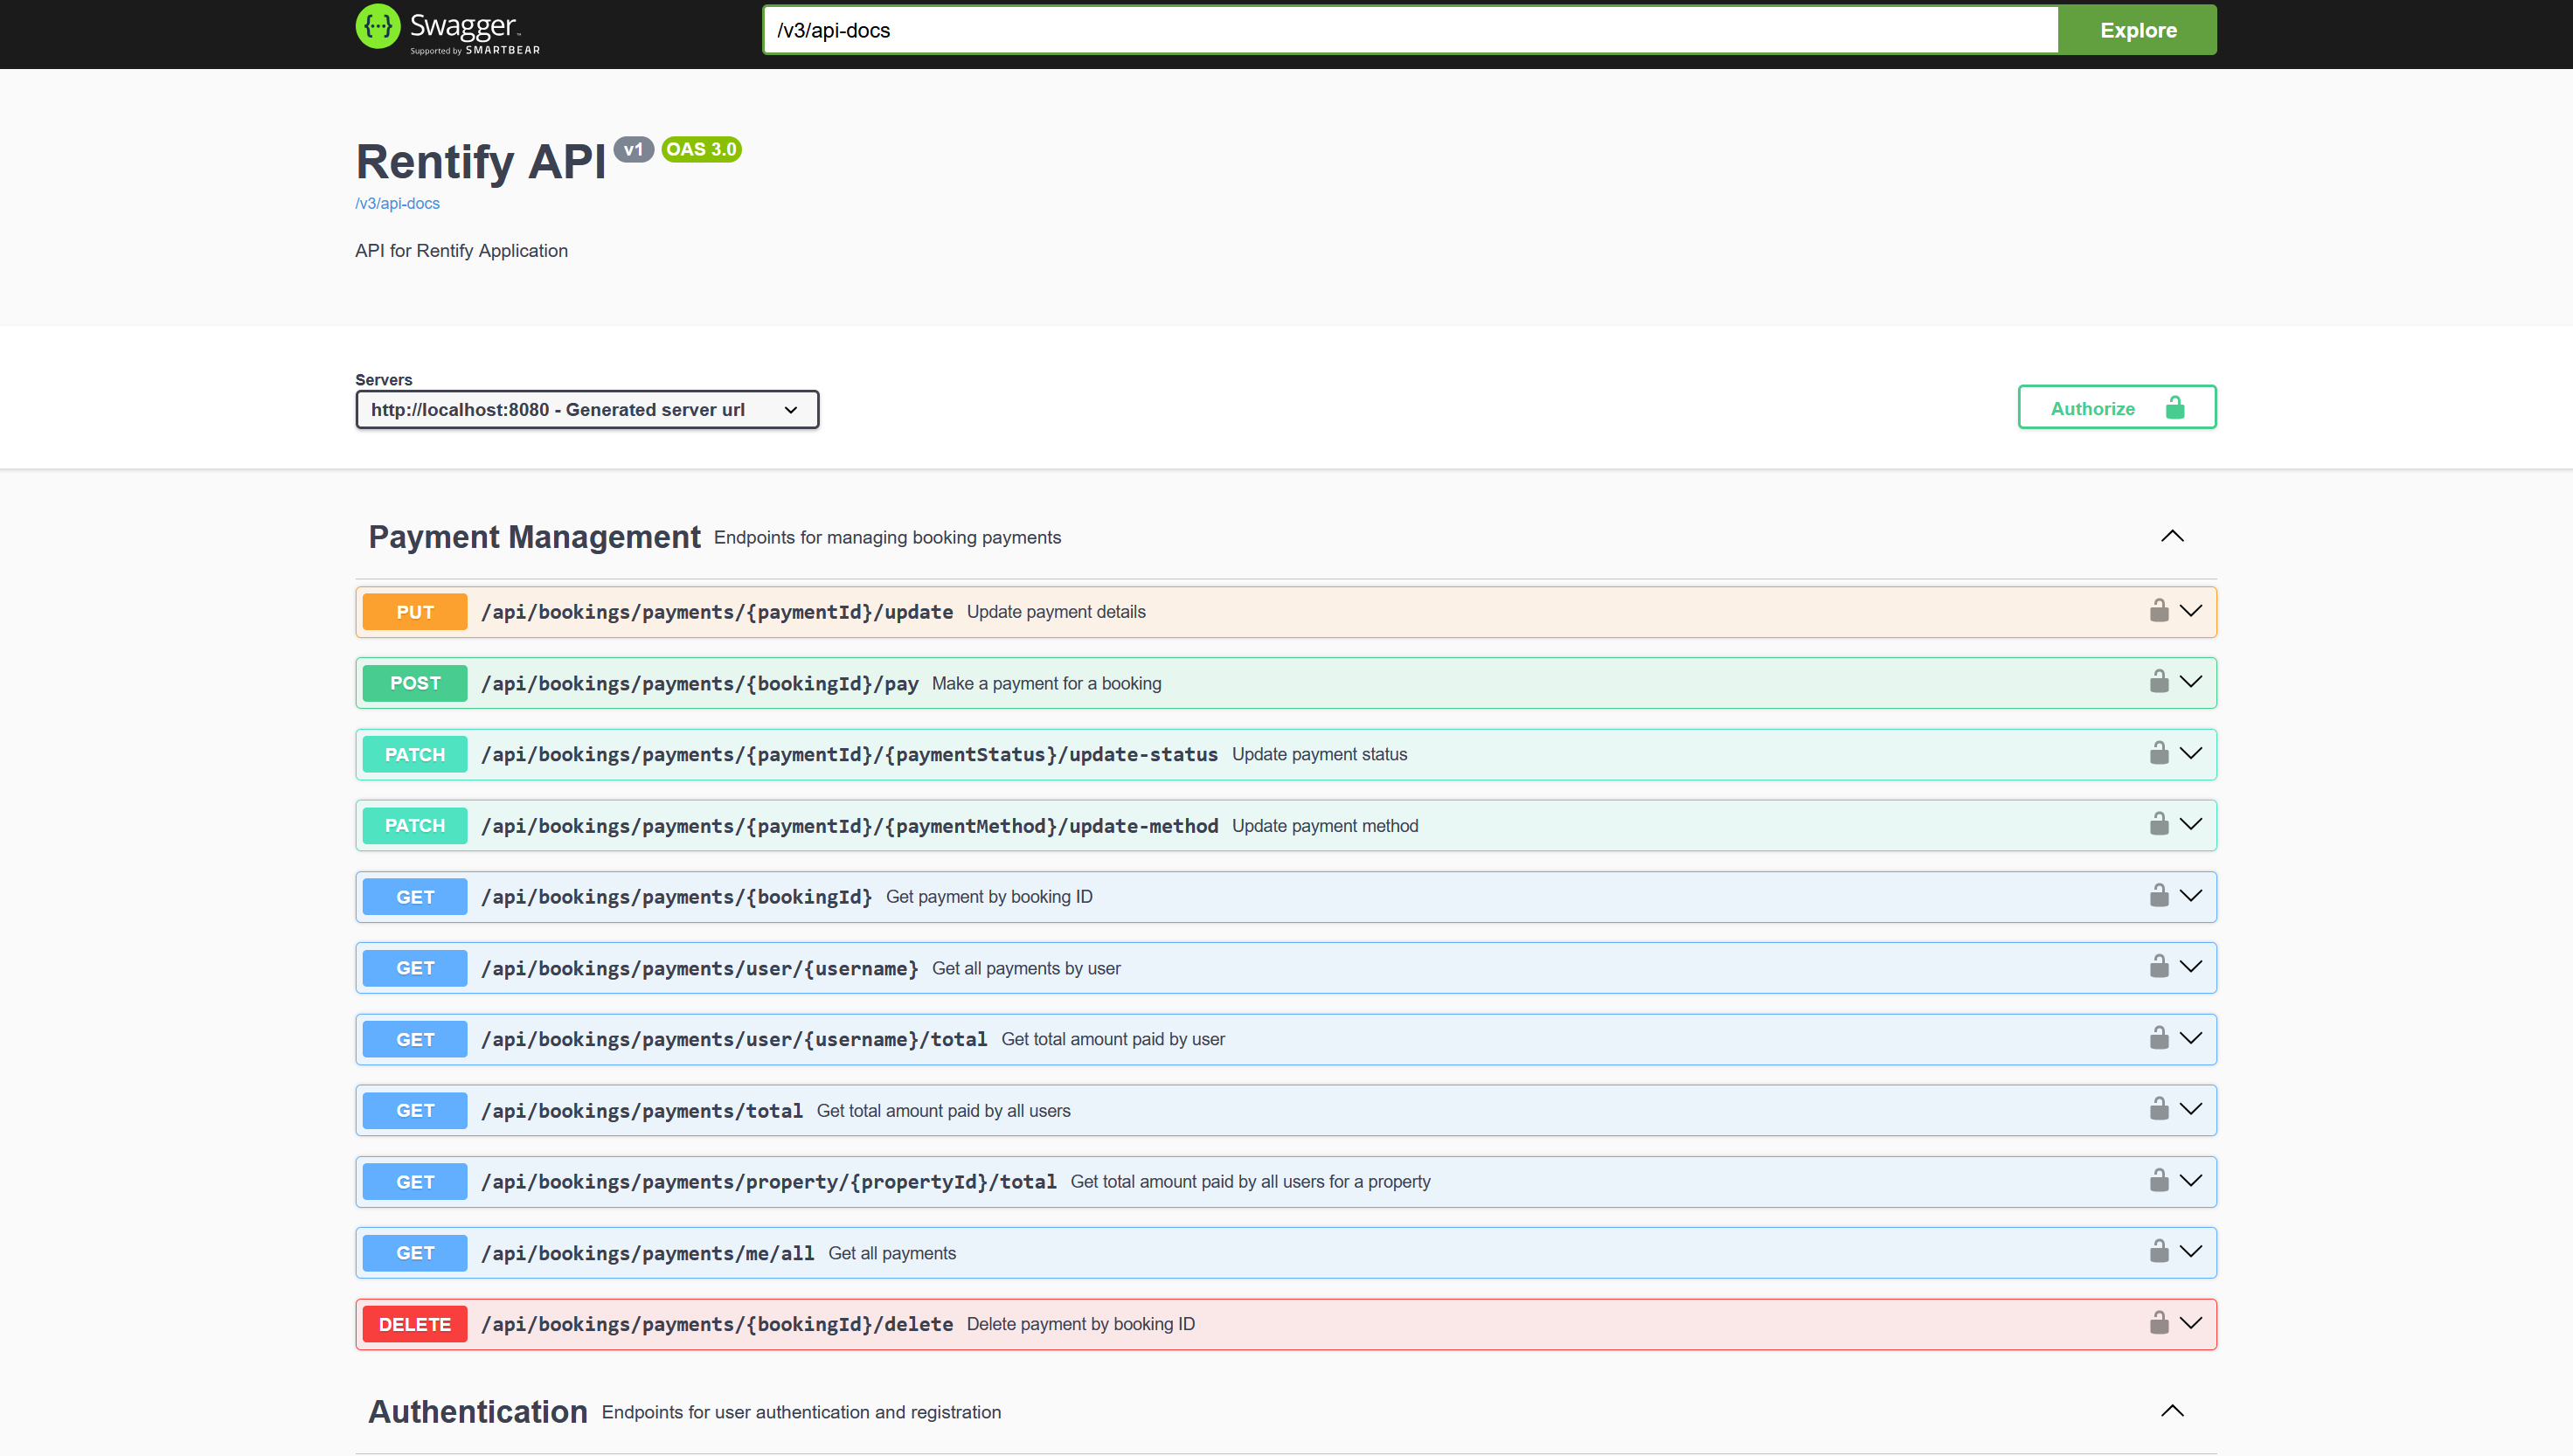 Swagger
Supported by SMARTBEAR
/v3/api-docs
Explore
Rentify API v1 OAS 3.0
/v3/api-docs
API for Rentify Application
Servers
http://localhost:8080 - Generated server url
Authorize
Payment Management Endpoints for managing booking payments
PUT /api/bookings/payments/{paymentId}/update Update payment details
POST /api/bookings/payments/{bookingId}/pay Make a payment for a booking
PATCH /api/bookings/payments/{paymentId}/{paymentStatus}/update-status Update payment status
PATCH /api/bookings/payments/{paymentId}/{paymentMethod}/update-method Update payment method
GET /api/bookings/payments/{bookingId} Get payment by booking ID
GET /api/bookings/payments/user/{username} Get all payments by user
GET /api/bookings/payments/user/{username}/total Get total amount paid by user
GET /api/bookings/payments/total Get total amount paid by all users
GET /api/bookings/payments/property/{propertyId}/total Get total amount paid by all users for a property
GET /api/bookings/payments/me/all Get all payments
DELETE /api/bookings/payments/{bookingId}/delete Delete payment by booking ID
Authentication Endpoints for user authentication and registration